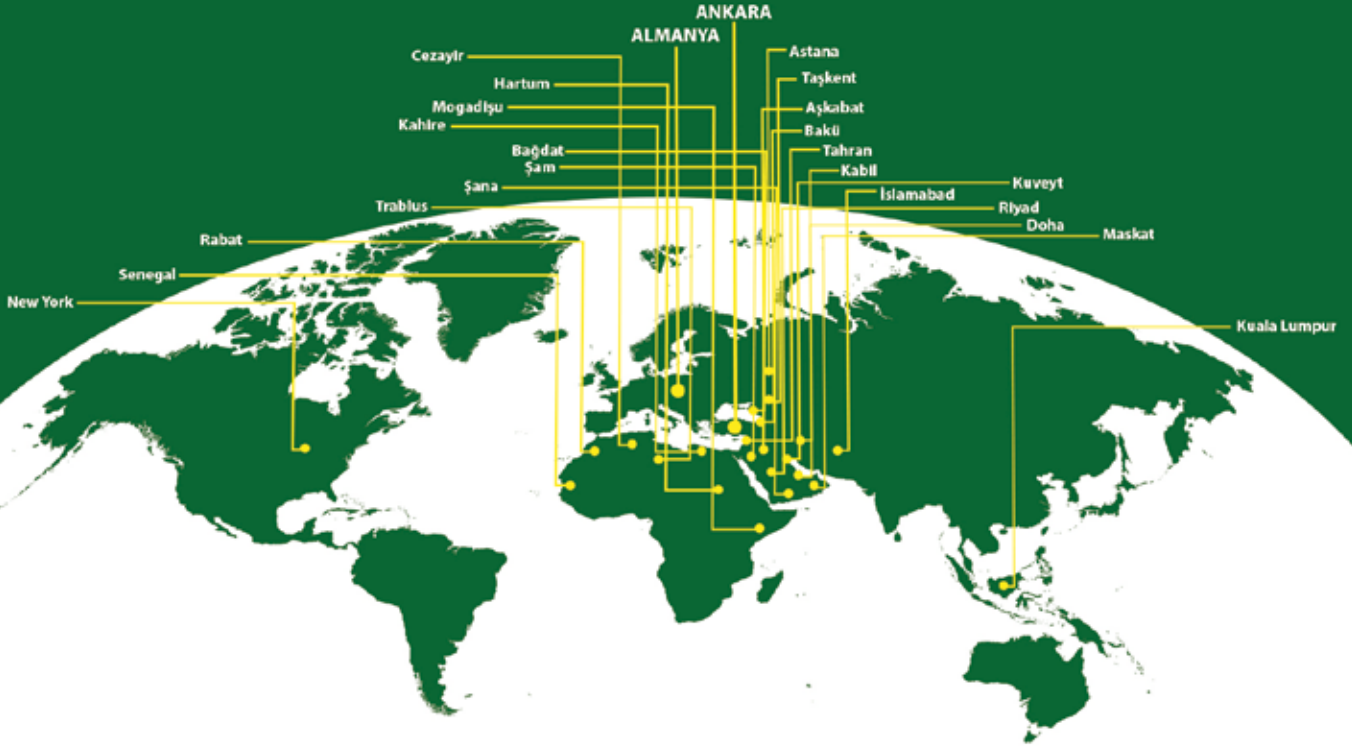 ANKARA
ALMANYA
Cezayir
Astana
Hartum
Taşkent
Mogadişu
Aşkabat
Kahire
Bakü
Bağdat
Tahran
Şam
Kabil
Şana
Kuveyt
İslamabad
Trablus
Riyad
Doha
Rabat
Maskat
Senegal
New York
Kuala Lumpur